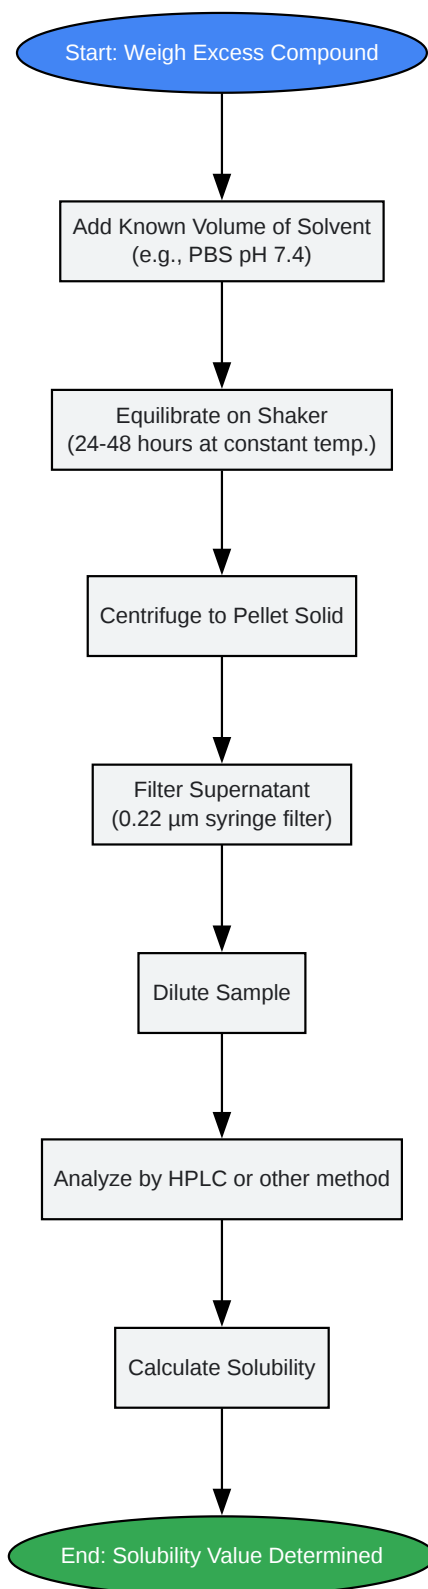 Start: Weigh Excess Compound
Add Known Volume of Solvent
(e.g., PBS pH 7.4)
Equilibrate on Shaker
(24-48 hours at constant temp.)
Centrifuge to Pellet Solid
Filter Supernatant
(0.22 µm syringe filter)
Dilute Sample
Analyze by HPLC or other method
Calculate Solubility
End: Solubility Value Determined